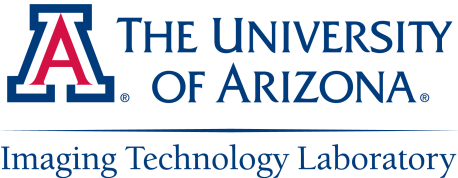 A® THE UNIVERSITY
OF ARIZONA®
Imaging Technology Laboratory